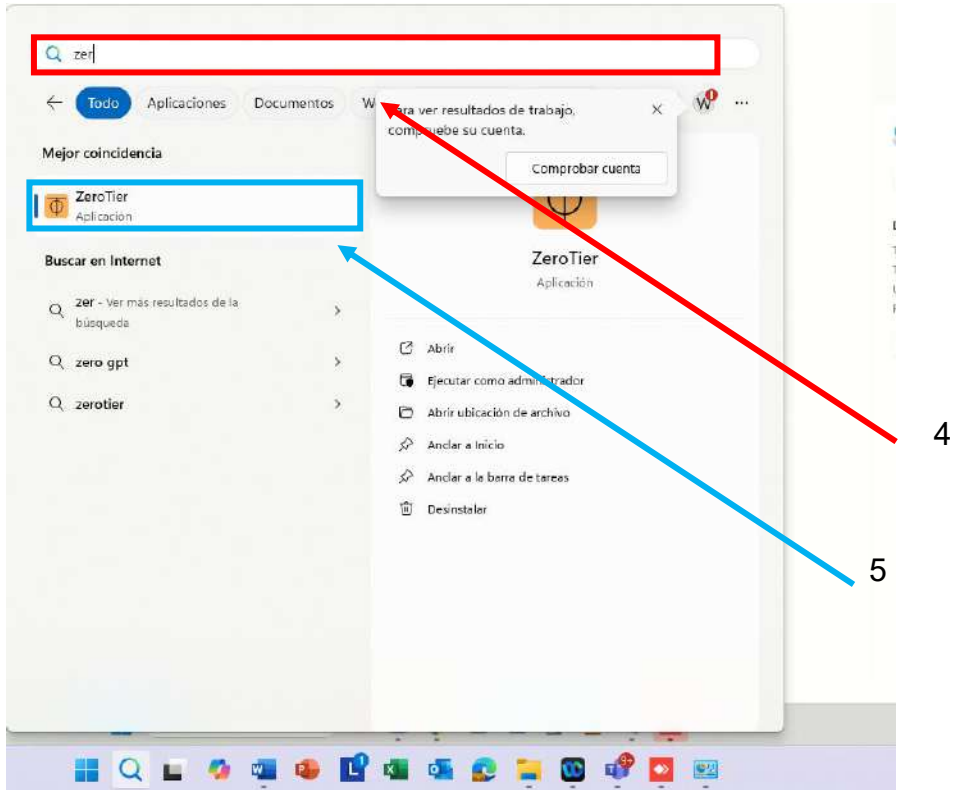 zer
Todo Aplicaciones Documentos W
Para ver resultados de trabajo,
compruebe su cuenta.
Comprobar cuenta
W
Mejor coincidencia
ZeroTier
Aplicación
Buscar en Internet
zer - Ver más resultados de la
búsqueda
zero gpt
zerotier
ZeroTier
Aplicación
Abrir
Ejecutar como administrador
Abrir ubicación de archivo
Anclar a Inicio
Anclar a la barra de tareas
Desinstalar
4
5